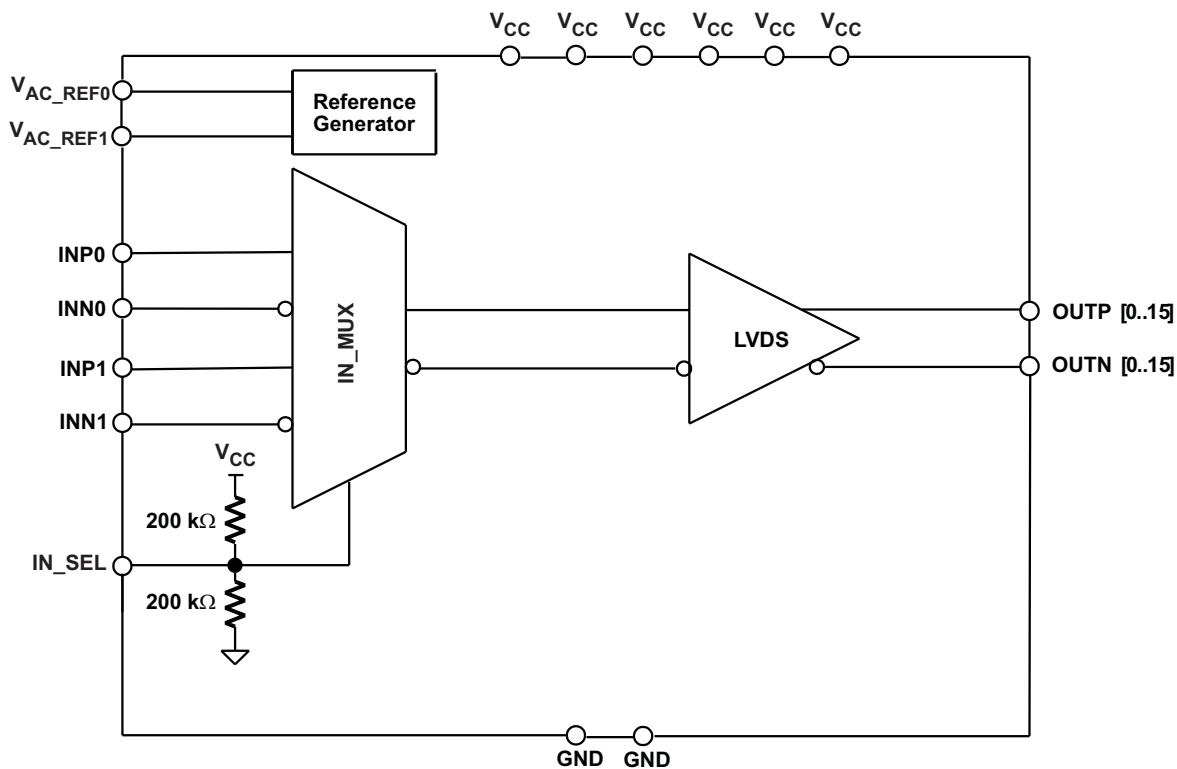 VCC VCC VCC VCC VCC VCC
VAC_REF0
VAC_REF1
Reference
Generator
INP0
INN0
INP1
INN1
IN_MUX
LVDS
OUTP [0..15]
OUTN [0..15]
VCC
200 kΩ
IN_SEL
200 kΩ
GND GND